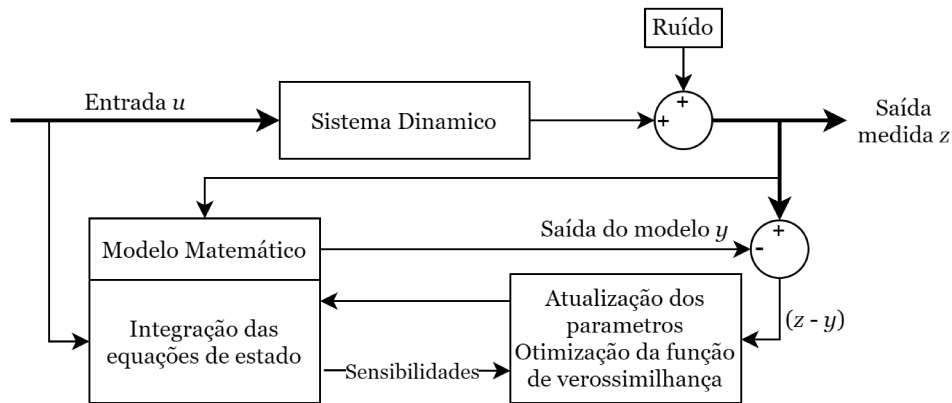 Ruído
Entrada u
Sistema Dinamico
+
+
Saída
medida z
Modelo Matemático
Saída do modelo y
+
-
Integração das
equações de estado
Atualização dos
parametros
Otimização da função
de verossimilhança
(z - y)
Sensibilidades